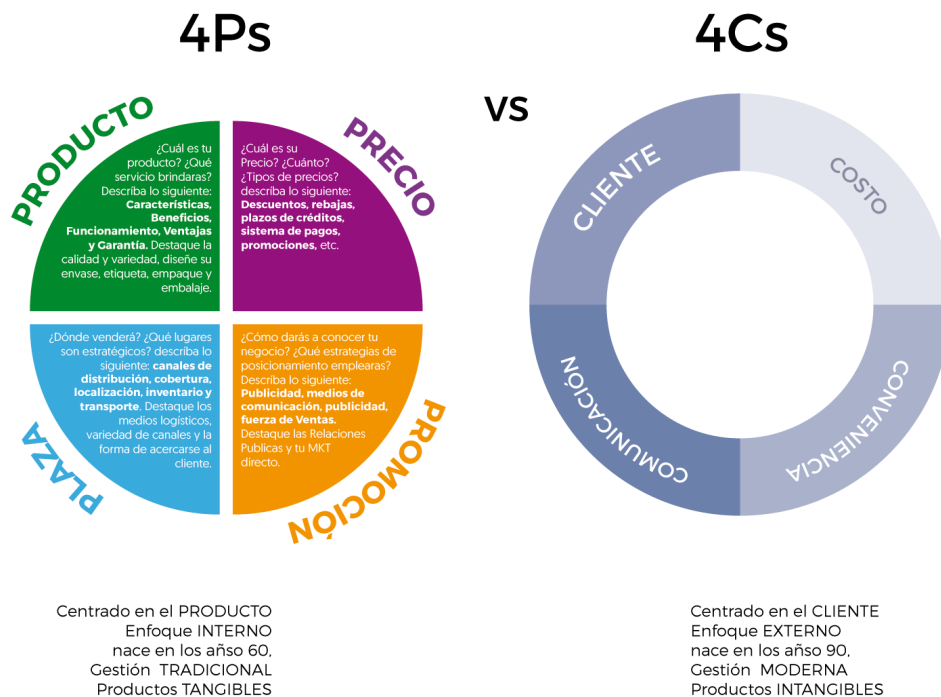 4Ps
4Cs
VS
PRODUCTO
¿Cuál es tu
producto? ¿Qué
servicio brindaras?
Describa lo siguiente:
Características,
Beneficios,
Funcionamiento, Ventajas
y Garantía. Destaque la
calidad y variedad, diseñe su
envase, etiqueta, empaque y
embalaje.
PRECIO
¿Cuál es su
Precio? ¿Cuánto?
¿Tipos de precios?
describa lo siguiente:
Descuentos, rebajas,
plazos de créditos,
sistema de pagos,
promociones, etc.
PLAZA
¿Dónde venderá? ¿Qué lugares
son estratégicos? describa lo
siguiente: canales de
distribución, cobertura,
localización, inventario y
transporte. Destaque los
medios logísticos,
variedad de canales y la
forma de acercarse al
cliente.
PROMOCIÓN
¿Cómo darás a conocer tu
negocio? ¿Qué estrategias de
posicionamiento emplearas?
Describa lo siguiente:
Publicidad, medios de
comunicación, publicidad,
fuerza de Ventas.
Destaque las Relaciones
Publicas y tu MKT
directo.
CLIENTE
COSTO
COMUNICACIÓN
CONVENIENCIA
Centrado en el PRODUCTO
Enfoque INTERNO
nace en los añso 60,
Gestión TRADICIONAL
Productos TANGIBLES
Centrado en el CLIENTE
Enfoque EXTERNO
nace en los añso 90,
Gestión MODERNA
Productos INTANGIBLES